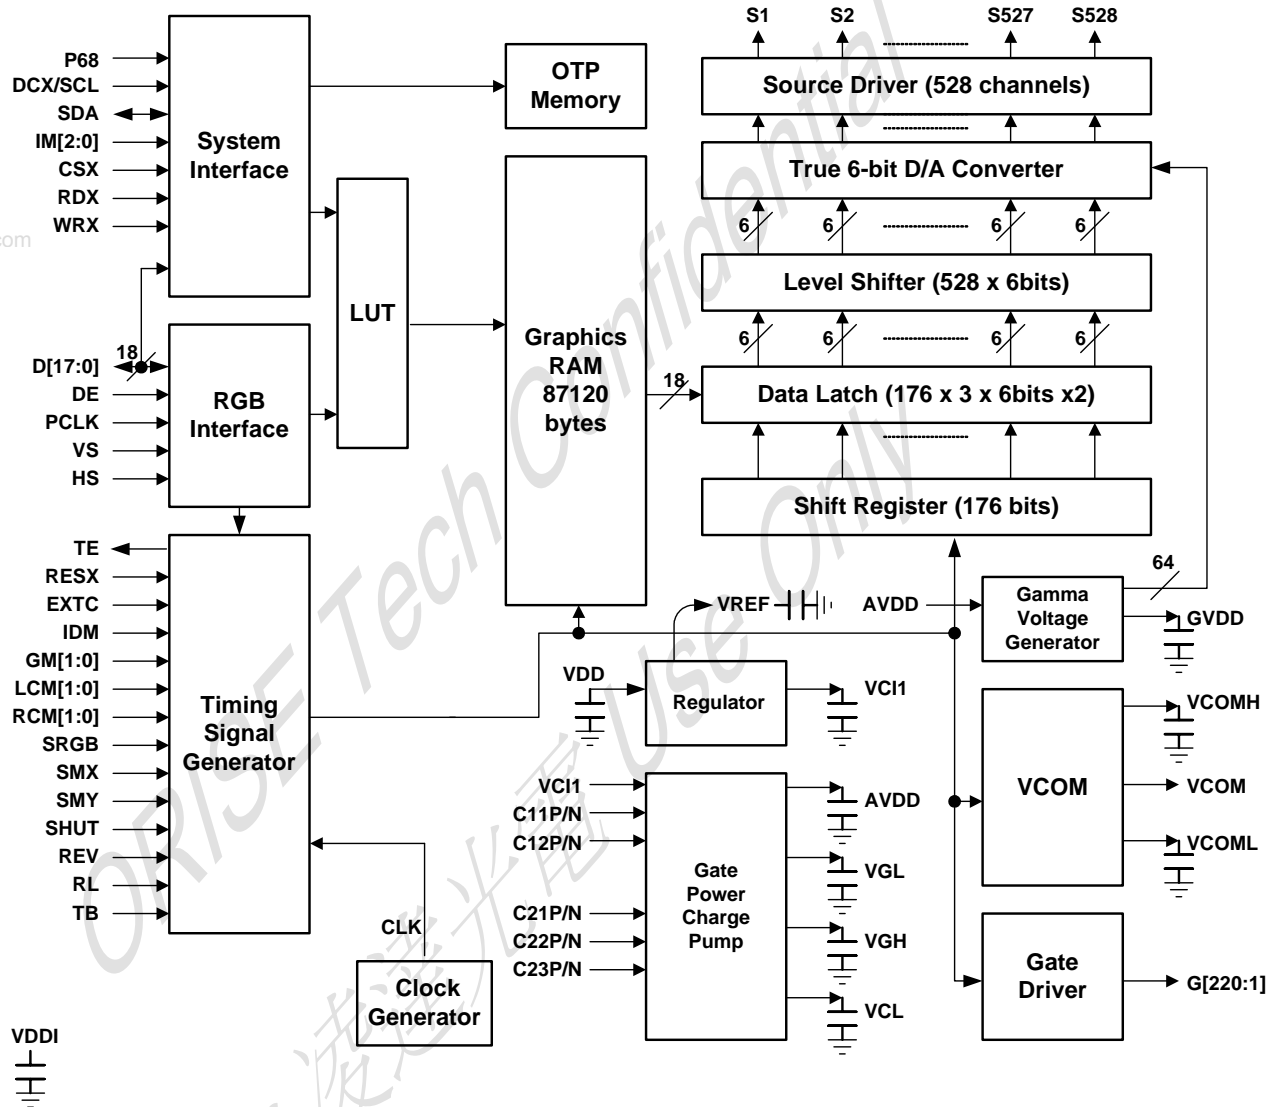 S1
S2
S527
S528
P68
DCX/SCL
SDA
IM[2:0]
CSX
RDX
WRX
com
System
Interface
OTP
Memory
Source Driver (528 channels)
True 6-bit D/A Converter
6
6
6
6
Level Shifter (528 x 6bits)
6
6
6
6
LUT
Graphics
RAM
87120
bytes
18
D[17:0]
DE
PCLK
VS
HS
18
RGB
Interface
Data Latch (176 x 3 x 6bits x2)
Shift Register (176 bits)
TE
RESX
EXTC
IDM
GM[1:0]
LCM[1:0]
RCM[1:0]
SRGB
SMX
SMY
SHUT
REV
RL
TB
Timing
Signal
Generator
CLK
Clock
Generator
VREF
VDD
Regulator
VCI1
AVDD
Gamma
Voltage
Generator
64
GVDD
VCI1
C11P/N
C12P/N
C21P/N
C22P/N
C23P/N
Gate
Power
Charge
Pump
AVDD
VGL
VGH
VCL
VCOM
VCOMH
VCOM
VCOML
Gate
Driver
G[220:1]
VDDI
ORISE Tech Confidential
凌達光電 Use Only